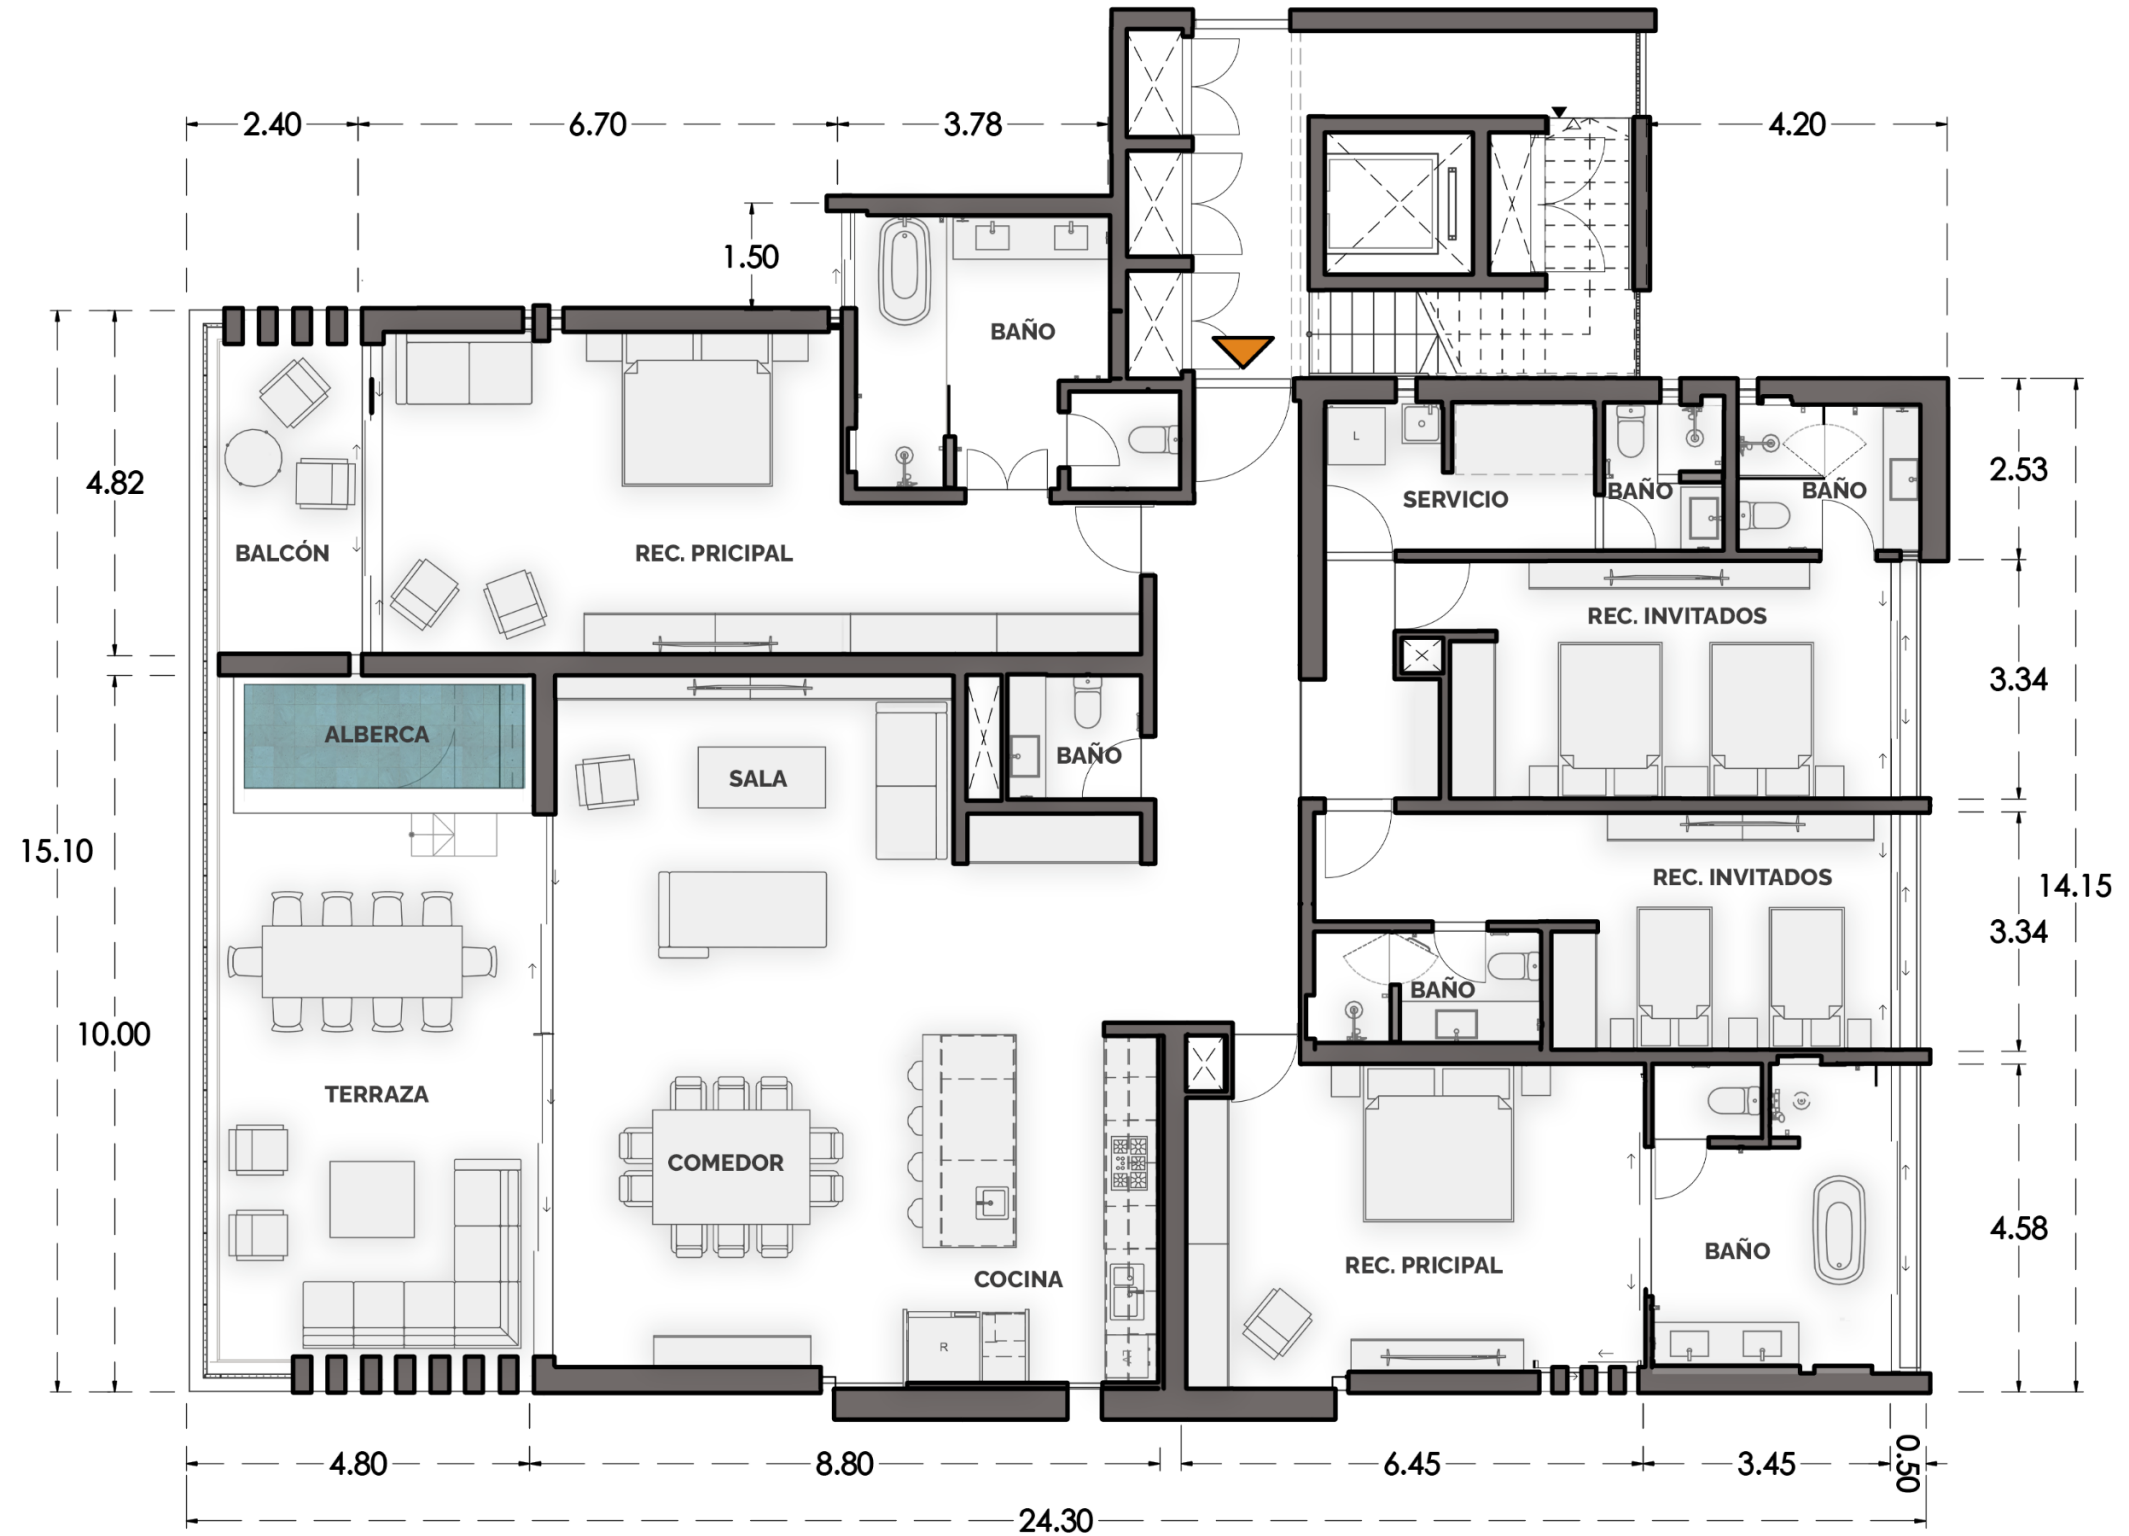 2.40
6.70
3.78
4.20
1.50
BAÑO
4.82
2.53
L
SERVICIO
BAÑO
BAÑO
BALCÓN
REC. PRICIPAL
REC. INVITADOS
3.34
ALBERCA
SALA
BAÑO
15.10
REC. INVITADOS
14.15
3.34
BAÑO
10.00
TERRAZA
COMEDOR
4.58
BAÑO
REC. PRICIPAL
COCINA
R
4.80
8.80
6.45
3.45
0.50
24.30